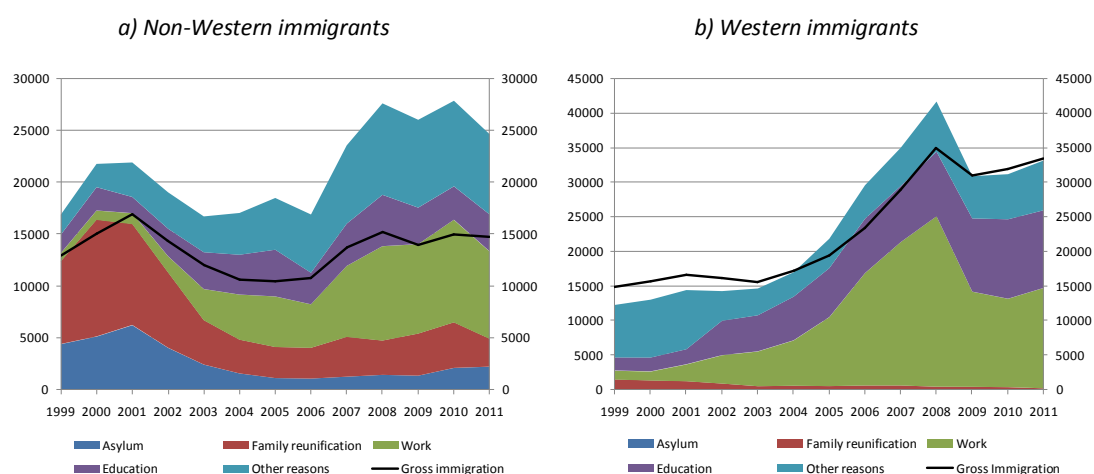 a) Non-Western immigrants
b) Western immigrants
30000 30000
25000 25000
20000 20000
15000 15000
10000 10000
5000 5000
0 0
1999 2000 2001 2002 2003 2004 2005 2006 2007 2008 2009 2010 2011
Asylum Family reunification Work
Education Other reasons Gross immigration
45000 45000
40000 40000
35000 35000
30000 30000
25000 25000
20000 20000
15000 15000
10000 10000
5000 5000
0 0
1999 2000 2001 2002 2003 2004 2005 2006 2007 2008 2009 2010 2011
Asylum Family reunification Work
Education Other reasons Gross Immigration